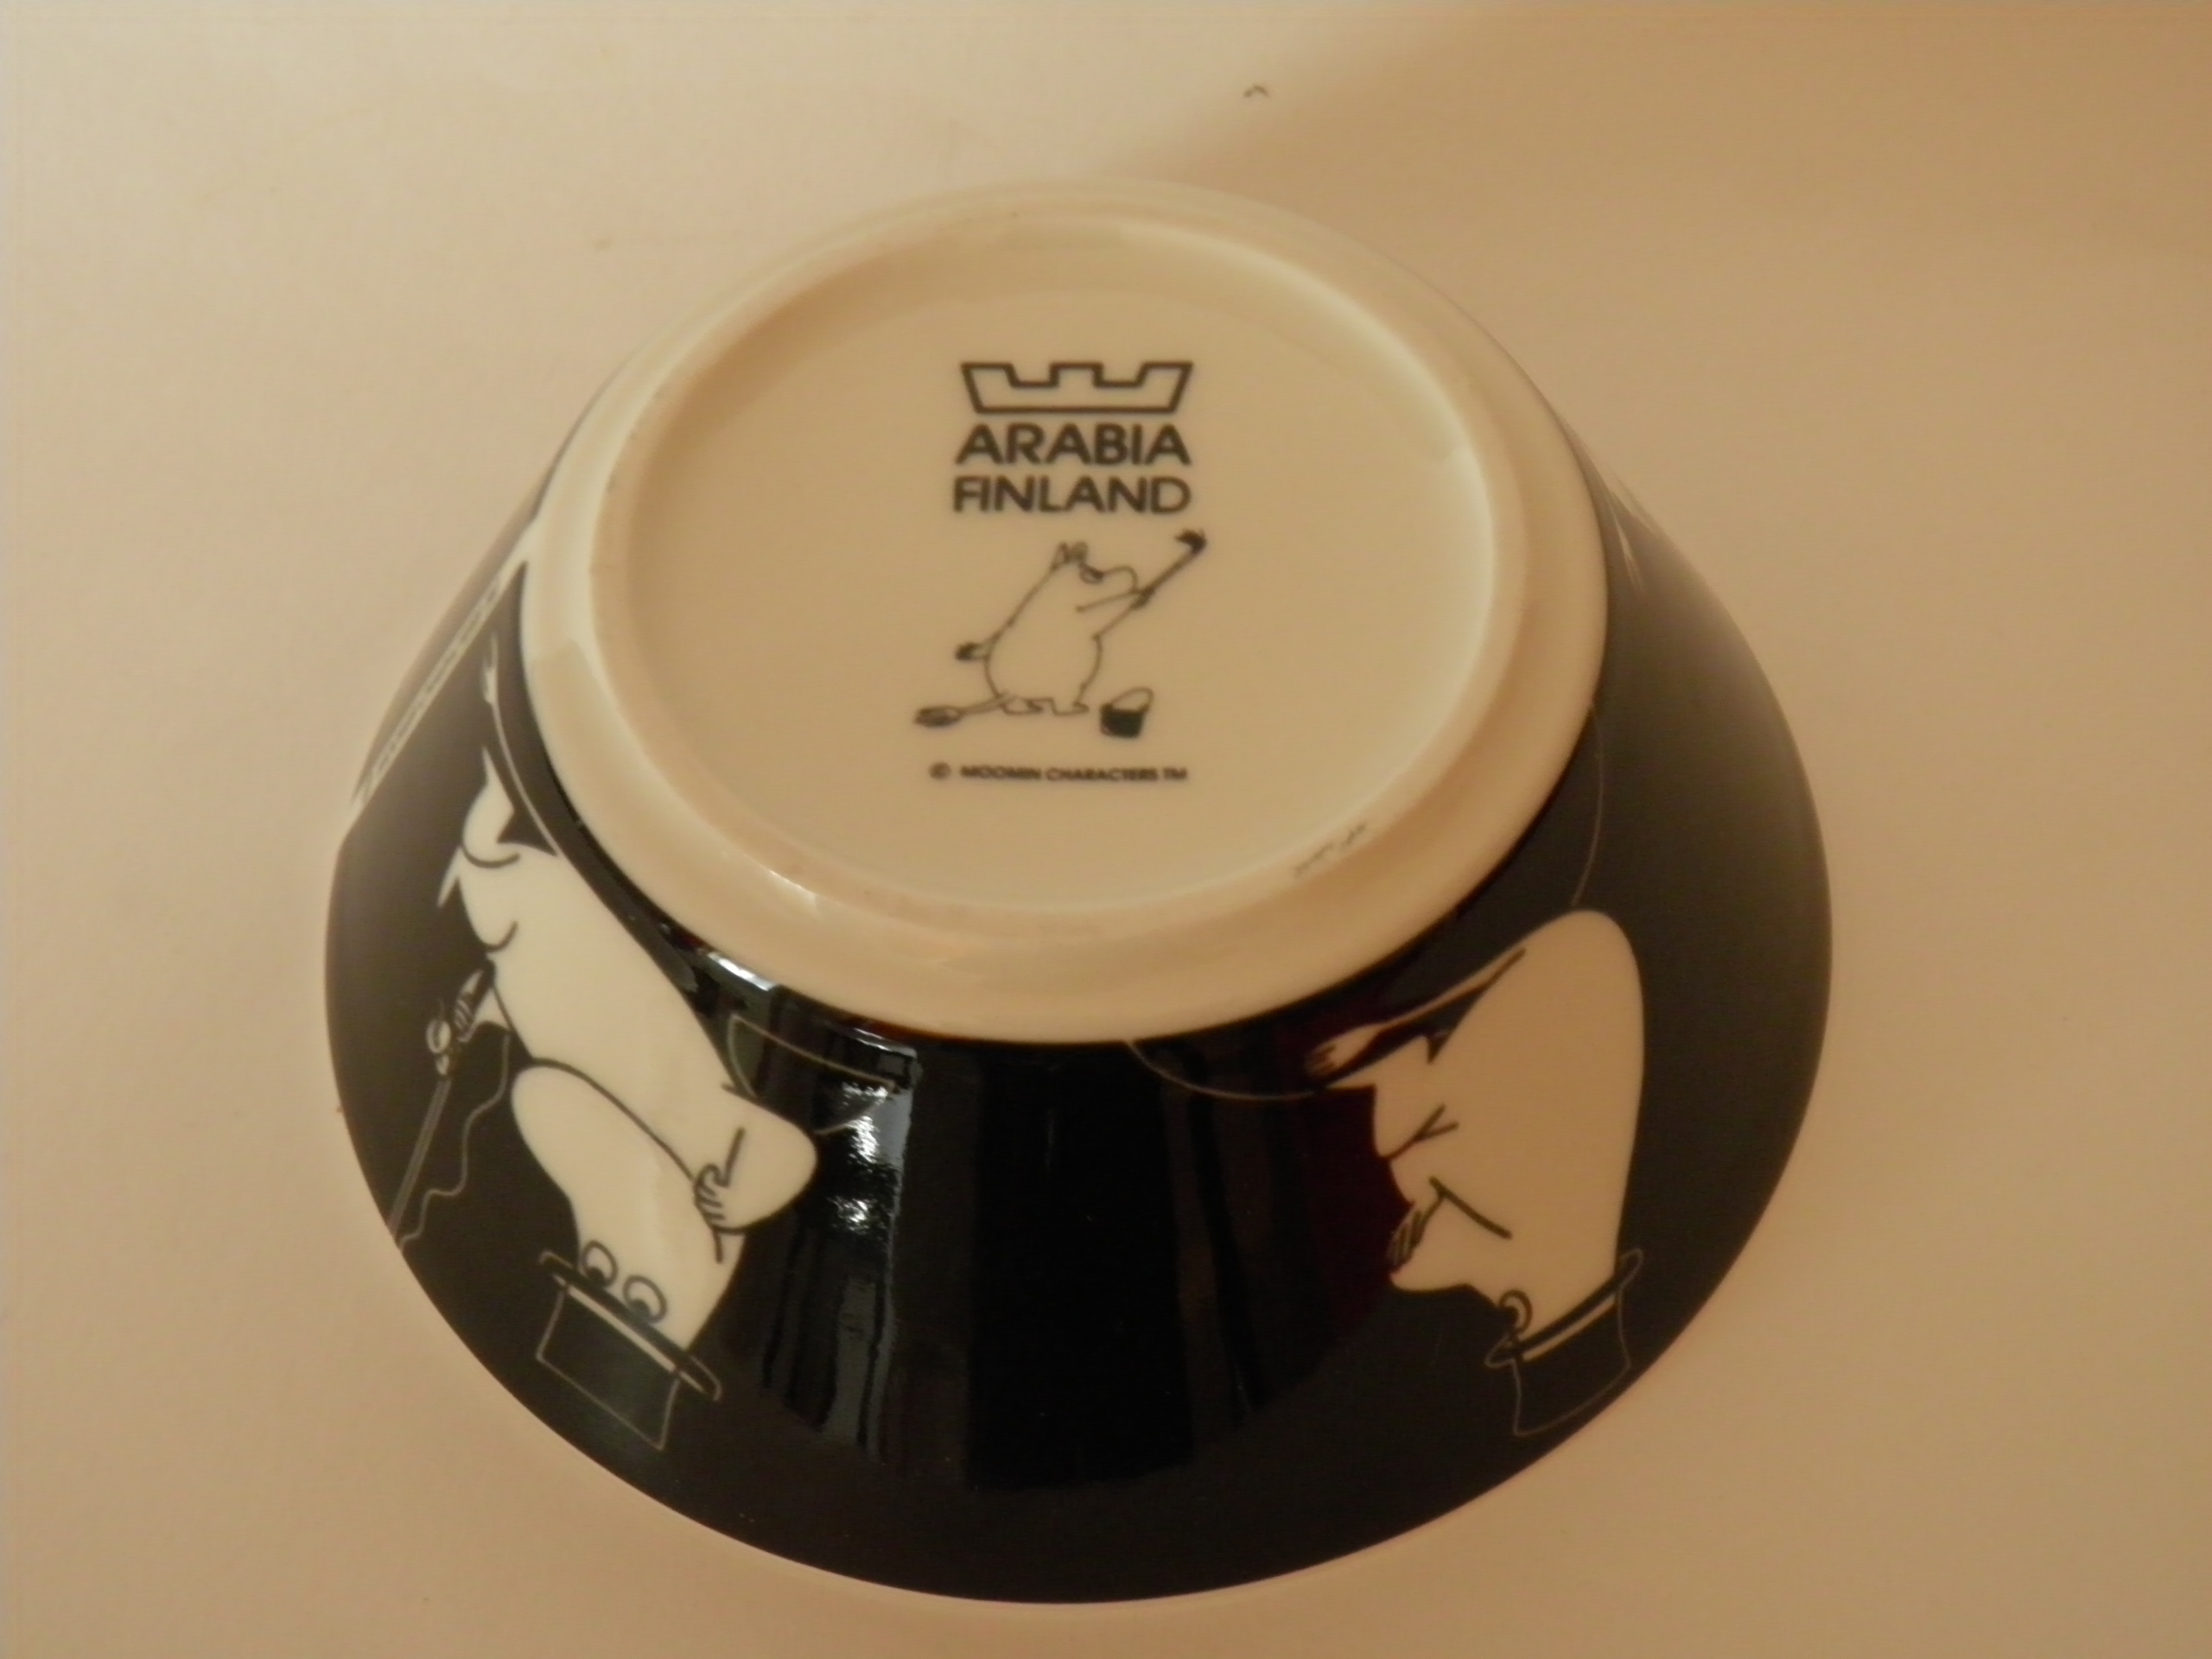 ARABIA
FINLAND
© MOOMIN CHARACTERS TM